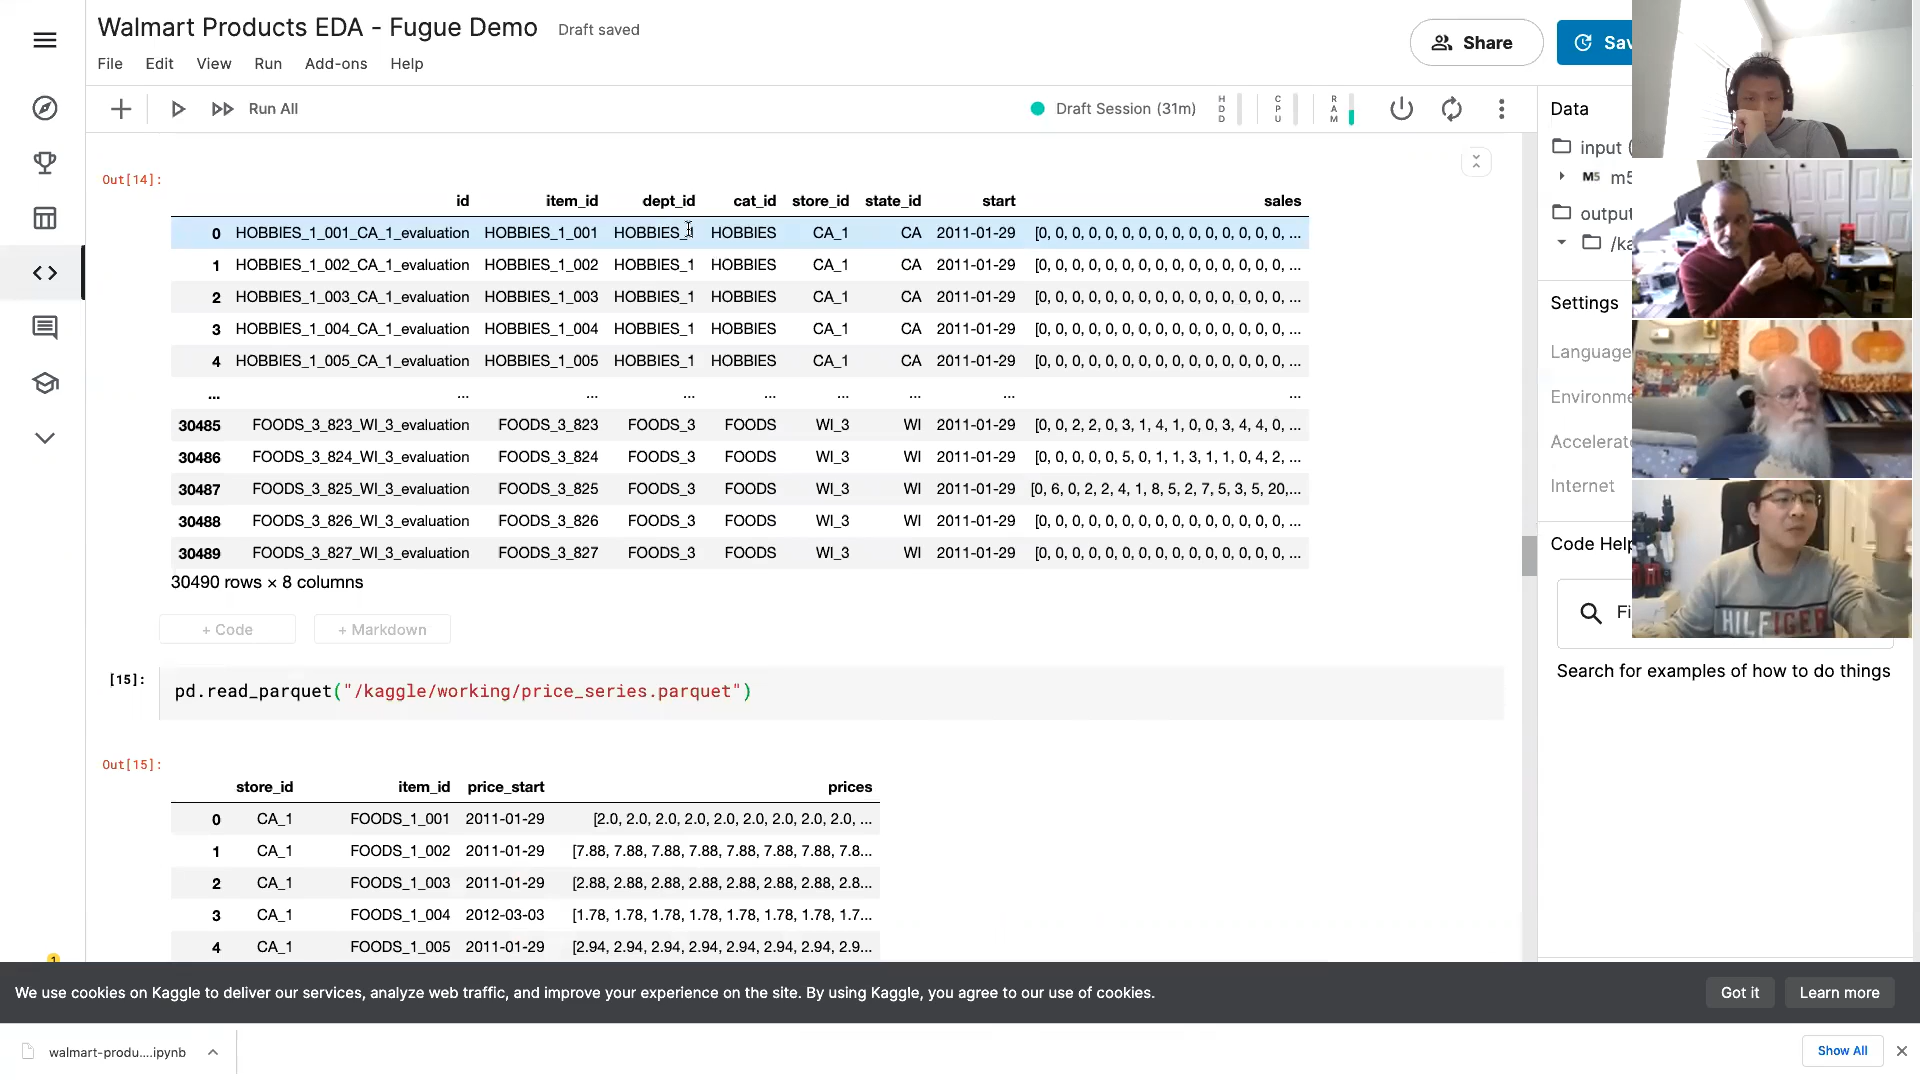 Walmart Products EDA - Fugue Demo Draft saved
Share
Sav
File Edit View Run Add-ons Help
Run All
Draft Session (31m)
HDD
CPU
RAM
Out[14]:
id item_id dept_id cat_id store_id state_id start sales
0 HOBBIES_1_001_CA_1_evaluation HOBBIES_1_001 HOBBIES_1 HOBBIES CA_1 CA 2011-01-29 [0, 0, 0, 0, 0, 0, 0, 0, 0, 0, 0, 0, 0, 0, 0, ...
1 HOBBIES_1_002_CA_1_evaluation HOBBIES_1_002 HOBBIES_1 HOBBIES CA_1 CA 2011-01-29 [0, 0, 0, 0, 0, 0, 0, 0, 0, 0, 0, 0, 0, 0, 0, ...
2 HOBBIES_1_003_CA_1_evaluation HOBBIES_1_003 HOBBIES_1 HOBBIES CA_1 CA 2011-01-29 [0, 0, 0, 0, 0, 0, 0, 0, 0, 0, 0, 0, 0, 0, 0, ...
3 HOBBIES_1_004_CA_1_evaluation HOBBIES_1_004 HOBBIES_1 HOBBIES CA_1 CA 2011-01-29 [0, 0, 0, 0, 0, 0, 0, 0, 0, 0, 0, 0, 0, 0, 0, ...
4 HOBBIES_1_005_CA_1_evaluation HOBBIES_1_005 HOBBIES_1 HOBBIES CA_1 CA 2011-01-29 [0, 0, 0, 0, 0, 0, 0, 0, 0, 0, 0, 0, 0, 0, 0, ...
... ... ... ... ... ... ... ... ...
30485 FOODS_3_823_WI_3_evaluation FOODS_3_823 FOODS_3 FOODS WI_3 WI 2011-01-29 [0, 0, 2, 2, 0, 3, 1, 4, 1, 0, 0, 3, 4, 4, 0, ...
30486 FOODS_3_824_WI_3_evaluation FOODS_3_824 FOODS_3 FOODS WI_3 WI 2011-01-29 [0, 0, 0, 0, 0, 5, 0, 1, 1, 3, 1, 1, 0, 4, 2, ...
30487 FOODS_3_825_WI_3_evaluation FOODS_3_825 FOODS_3 FOODS WI_3 WI 2011-01-29 [0, 6, 0, 2, 2, 4, 1, 8, 5, 2, 7, 5, 3, 5, 20,...
30488 FOODS_3_826_WI_3_evaluation FOODS_3_826 FOODS_3 FOODS WI_3 WI 2011-01-29 [0, 0, 0, 0, 0, 0, 0, 0, 0, 0, 0, 0, 0, 0, 0, ...
30489 FOODS_3_827_WI_3_evaluation FOODS_3_827 FOODS_3 FOODS WI_3 WI 2011-01-29 [0, 0, 0, 0, 0, 0, 0, 0, 0, 0, 0, 0, 0, 0, 0, ...
30490 rows × 8 columns
+ Code + Markdown
[15]: pd.read_parquet("/kaggle/working/price_series.parquet")
Out[15]:
store_id item_id price_start prices
0 CA_1 FOODS_1_001 2011-01-29 [2.0, 2.0, 2.0, 2.0, 2.0, 2.0, 2.0, 2.0, 2.0, ...
1 CA_1 FOODS_1_002 2011-01-29 [7.88, 7.88, 7.88, 7.88, 7.88, 7.88, 7.88, 7.8...
2 CA_1 FOODS_1_003 2011-01-29 [2.88, 2.88, 2.88, 2.88, 2.88, 2.88, 2.88, 2.8...
3 CA_1 FOODS_1_004 2012-03-03 [1.78, 1.78, 1.78, 1.78, 1.78, 1.78, 1.78, 1.7...
4 CA_1 FOODS_1_005 2011-01-29 [2.94, 2.94, 2.94, 2.94, 2.94, 2.94, 2.94, 2.9...
Data
input (
M5 m5
output
/ka
Settings
Language
Environme
Accelerat
Internet
Code Help
Fi
HILFIGER
Search for examples of how to do things
1
We use cookies on Kaggle to deliver our services, analyze web traffic, and improve your experience on the site. By using Kaggle, you agree to our use of cookies.
Got it Learn more
walmart-produ....ipynb
Show All